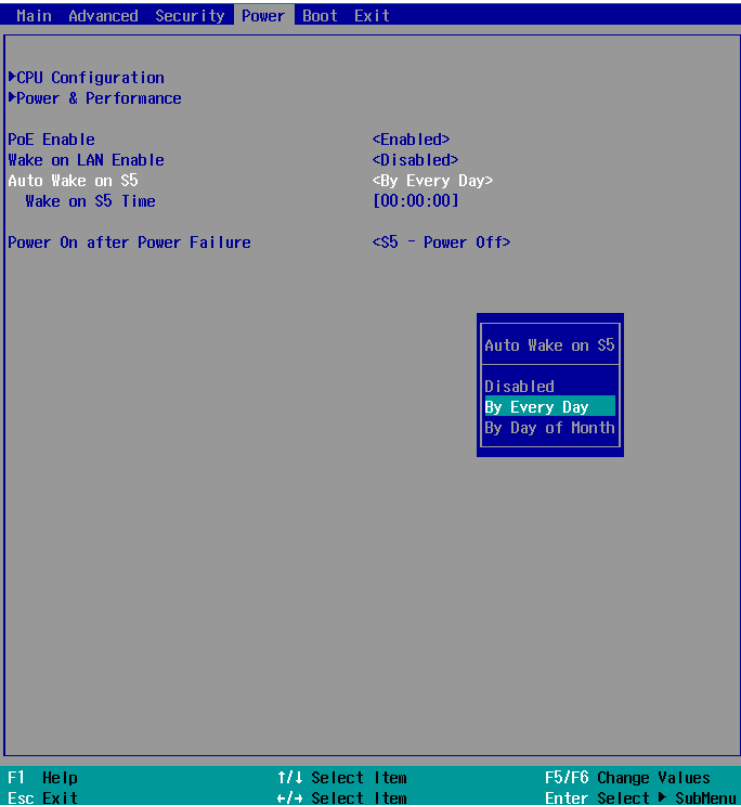 Main Advanced Security Power Boot Exit
▶CPU Configuration
▶Power & Performance
PoE Enable <Enabled>
Wake on LAN Enable <Disabled>
Auto Wake on S5 <By Every Day>
Wake on S5 Time [00:00:00]
Power On after Power Failure <S5 - Power Off>
Auto Wake on S5
Disabled
By Every Day
By Day of Month
F1 Help ↑/↓ Select Item F5/F6 Change Values
Esc Exit ←/→ Select Item Enter Select ▶ SubMenu